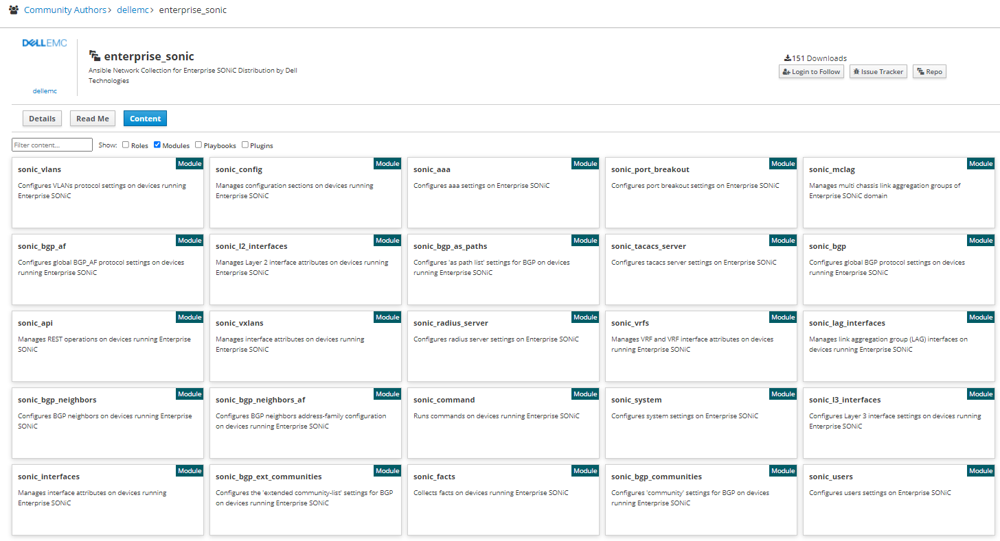 Community Authors > dellemc > enterprise_sonic
DELLEMC
dellemc
enterprise_sonic
Ansible Network Collection for Enterprise SONiC Distribution by Dell
Technologies
151 Downloads
Login to Follow Issue Tracker Repo
Details Read Me Content
Filter content... Show: Roles Modules Playbooks Plugins
sonic_vlans Module
Configures VLANs protocol settings on devices running
Enterprise SONiC
sonic_config Module
Manages configuration sections on devices running
Enterprise SONiC
sonic_aaa Module
Configures aaa settings on Enterprise SONiC
sonic_port_breakout Module
Configures port breakout settings on Enterprise SONiC
sonic_mclag Module
Manages multi chassis link aggregation groups of
Enterprise SONiC domain
sonic_bgp_af Module
Configures global BGP_AF protocol settings on devices
running Enterprise SONiC
sonic_l2_interfaces Module
Manages Layer 2 interface attributes on devices running
Enterprise SONiC
sonic_bgp_as_paths Module
Configures 'as path list' settings for BGP on devices
running Enterprise SONiC
sonic_tacacs_server Module
Configures tacacs server settings on Enterprise SONiC
sonic_bgp Module
Configures global BGP protocol settings on devices
running Enterprise SONiC
sonic_api Module
Manages REST operations on devices running Enterprise
SONiC
sonic_vxlans Module
Manages interface attributes on devices running
Enterprise SONiC
sonic_radius_server Module
Configures radius server settings on Enterprise SONiC
sonic_vrfs Module
Manages VRF and VRF interface attributes on devices
running Enterprise SONiC
sonic_lag_interfaces Module
Manages link aggregation group (LAG) interfaces on
devices running Enterprise SONiC
sonic_bgp_neighbors Module
Configures BGP neighbors on devices running Enterprise
SONiC
sonic_bgp_neighbors_af Module
Configures BGP neighbors address-family configuration
on devices running Enterprise SONiC
sonic_command Module
Runs commands on devices running Enterprise SONiC
sonic_system Module
Configures system settings on Enterprise SONiC
sonic_l3_interfaces Module
Configures Layer 3 interface settings on devices running
Enterprise SONiC
sonic_interfaces Module
Manages interface attributes on devices running
Enterprise SONiC
sonic_bgp_ext_communities Module
Configures the 'extended community-list' settings for BGP
on devices running Enterprise SONiC
sonic_facts Module
Collects facts on devices running Enterprise SONiC
sonic_bgp_communities Module
Configures 'community' settings for BGP on devices
running Enterprise SONiC
sonic_users Module
Configures users settings on Enterprise SONiC